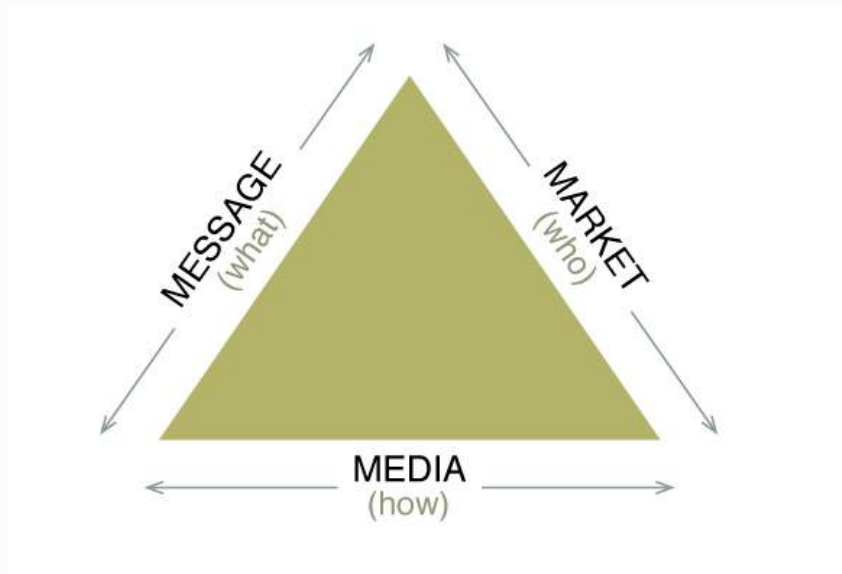 MESSAGE
(what)
MARKET
(who)
MEDIA
(how)